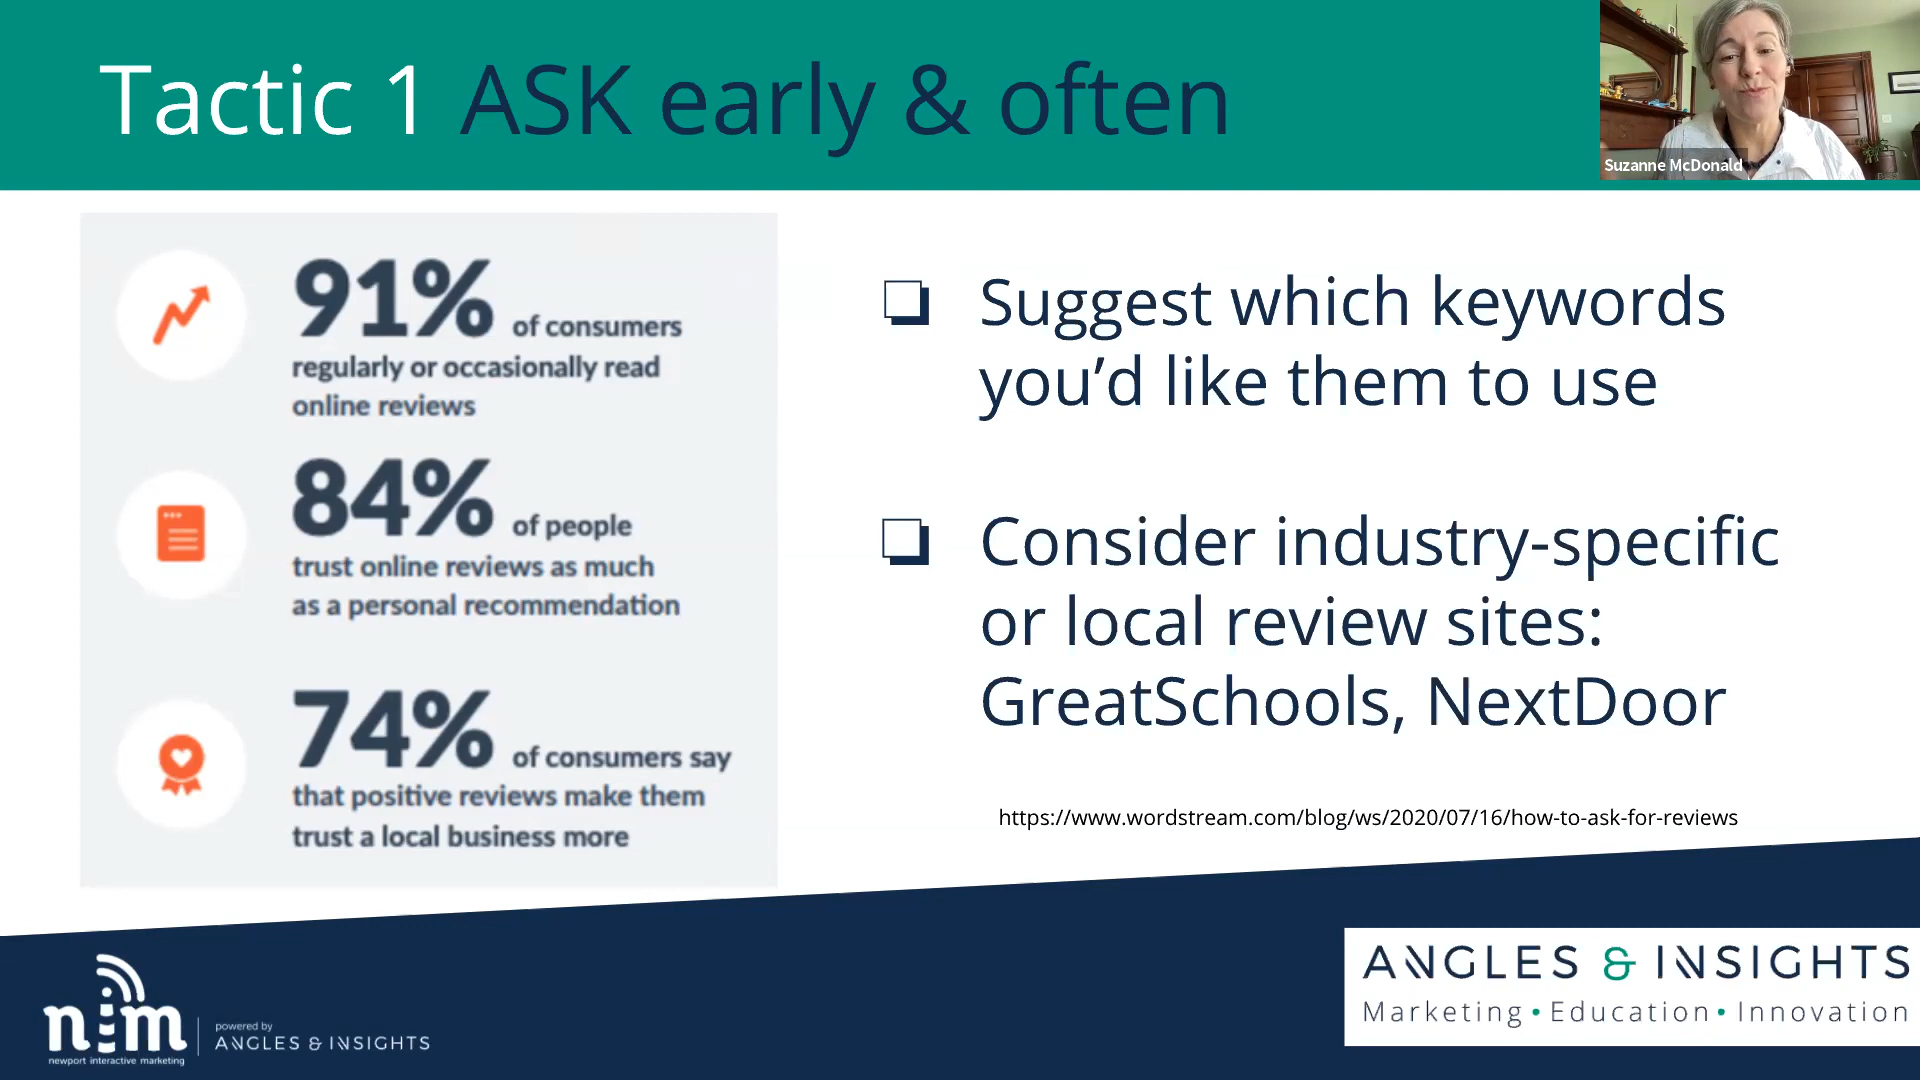 Tactic 1 ASK early & often
Suzanne McDonald
91% of consumers
regularly or occasionally read
online reviews
84% of people
trust online reviews as much
as a personal recommendation
74% of consumers say
that positive reviews make them
trust a local business more
Suggest which keywords
you’d like them to use
Consider industry-specific
or local review sites:
GreatSchools, NextDoor
https://www.wordstream.com/blog/ws/2020/07/16/how-to-ask-for-reviews
nim
newport interactive marketing
powered by
ANGLES & INSIGHTS
ANGLES & INSIGHTS
Marketing • Education • Innovation